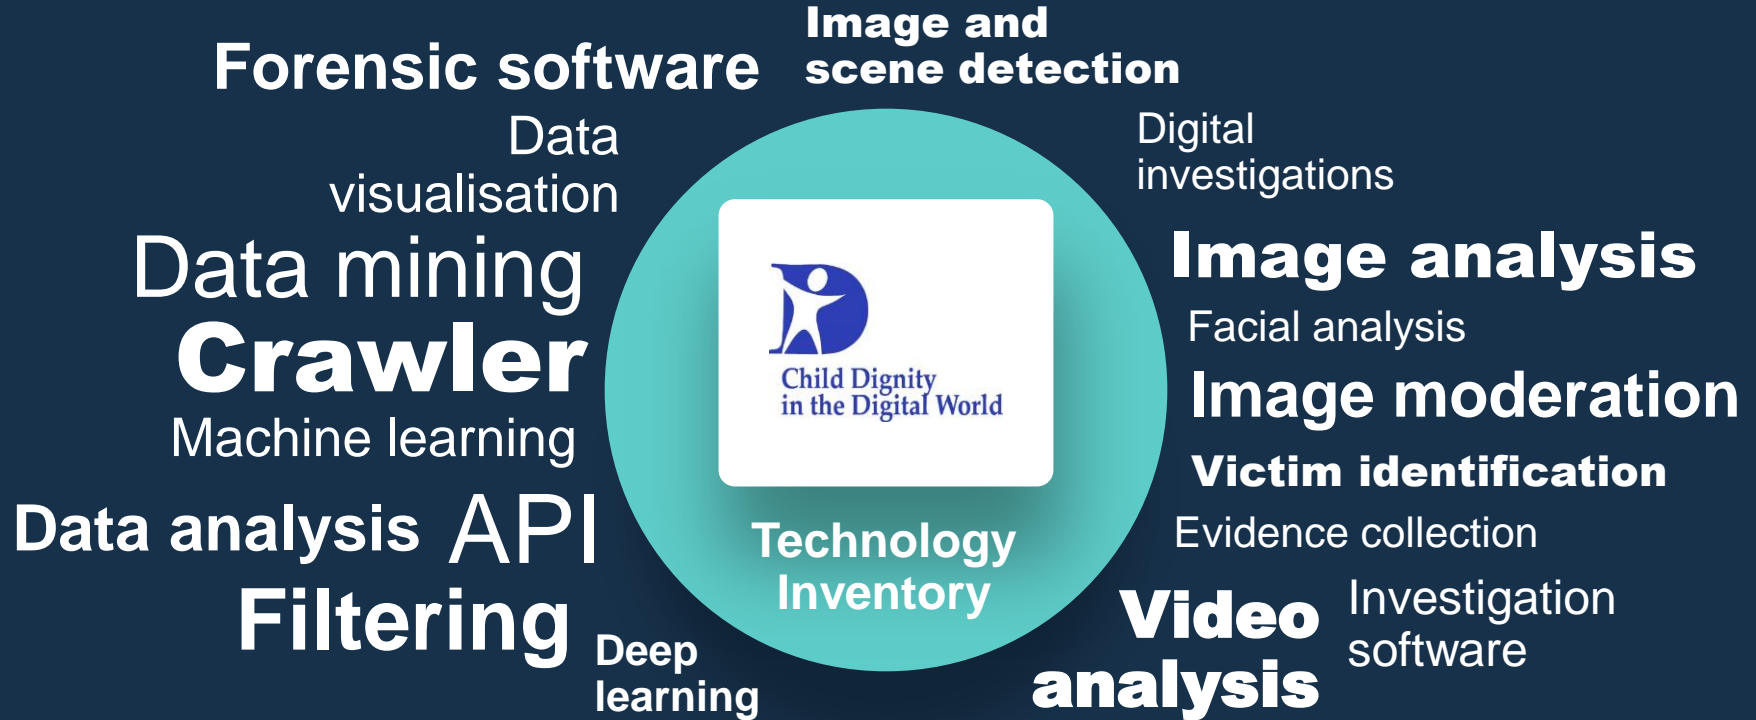 Forensic software
Image and
scene detection
Data
visualisation
Digital
investigations
Data mining
Image analysis
Crawler
Facial analysis
Machine learning
Image moderation
Data analysis
API
Victim identification
Evidence collection
Filtering
Video
analysis
Investigation
software
Deep
learning
Child Dignity
in the Digital World
Technology
Inventory